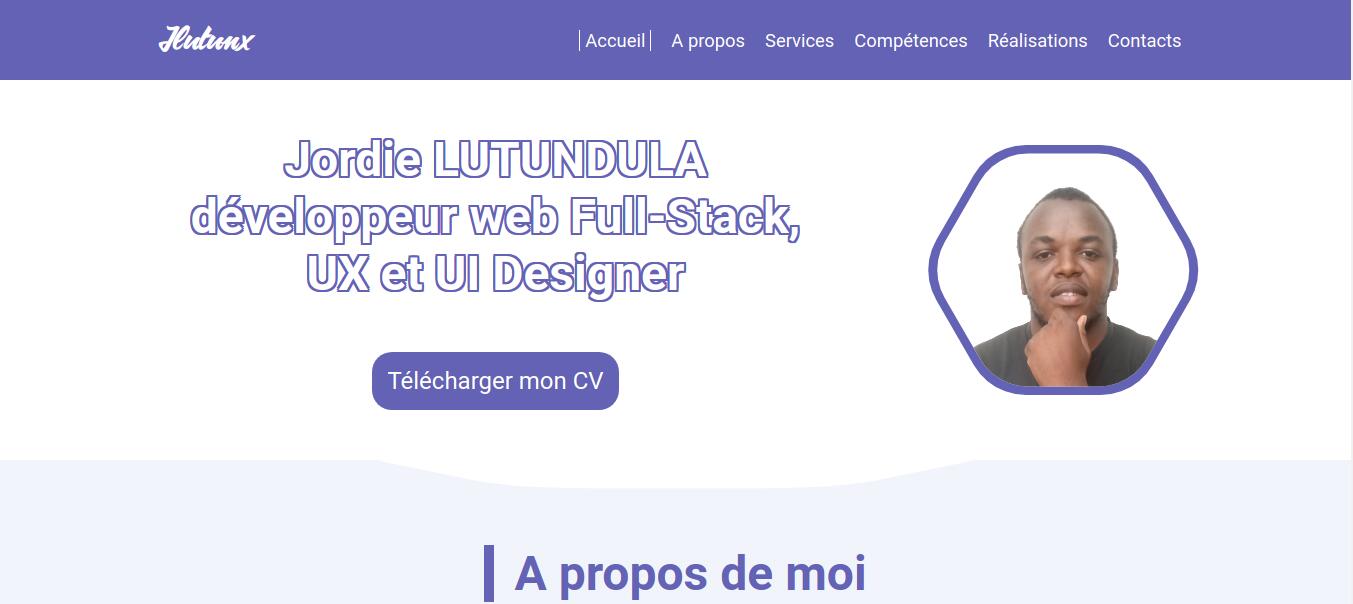 Jlutunx
Accueil A propos Services Compétences Réalisations Contacts
Jordie LUTUNDULA
développeur web Full-Stack,
UX et UI Designer
Télécharger mon CV
A propos de moi